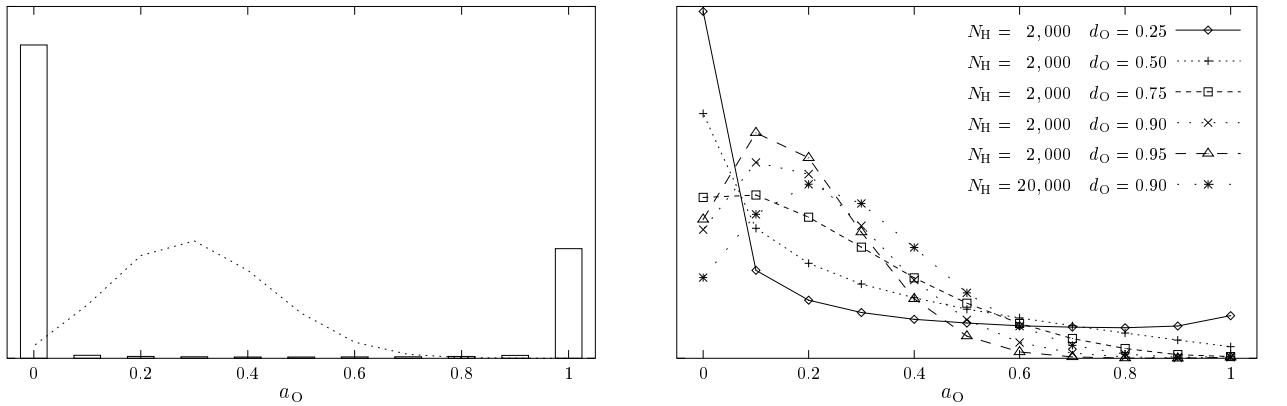 0 0.2 0.4 0.6 0.8 1
a_O
N_H = 2,000 d_O = 0.25
N_H = 2,000 d_O = 0.50
N_H = 2,000 d_O = 0.75
N_H = 2,000 d_O = 0.90
N_H = 2,000 d_O = 0.95
N_H = 20,000 d_O = 0.90
0 0.2 0.4 0.6 0.8 1
a_O